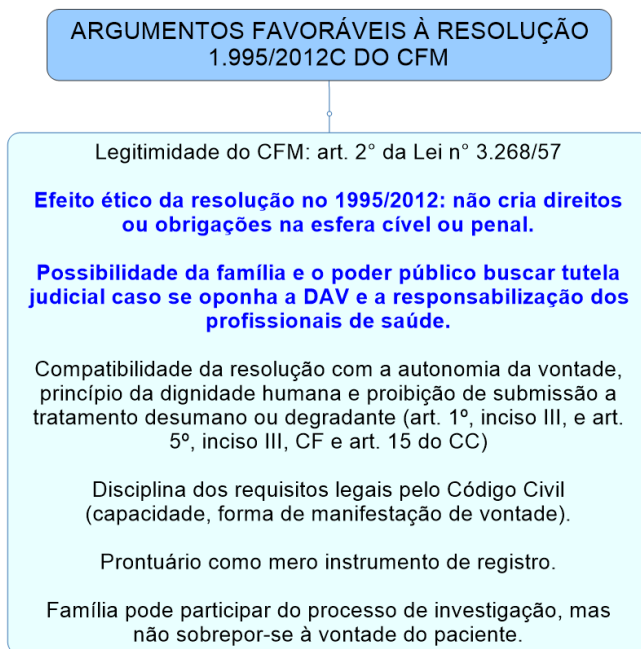 ARGUMENTOS FAVORÁVEIS À RESOLUÇÃO
1.995/2012C DO CFM
Legitimidade do CFM: art. 2° da Lei n° 3.268/57
Efeito ético da resolução no 1995/2012: não cria direitos
ou obrigações na esfera cível ou penal.
Possibilidade da família e o poder público buscar tutela
judicial caso se oponha a DAV e a responsabilização dos
profissionais de saúde.
Compatibilidade da resolução com a autonomia da vontade,
princípio da dignidade humana e proibição de submissão a
tratamento desumano ou degradante (art. 1º, inciso III, e art.
5º, inciso III, CF e art. 15 do CC)
Disciplina dos requisitos legais pelo Código Civil
(capacidade, forma de manifestação de vontade).
Prontuário como mero instrumento de registro.
Família pode participar do processo de investigação, mas
não sobrepor-se à vontade do paciente.